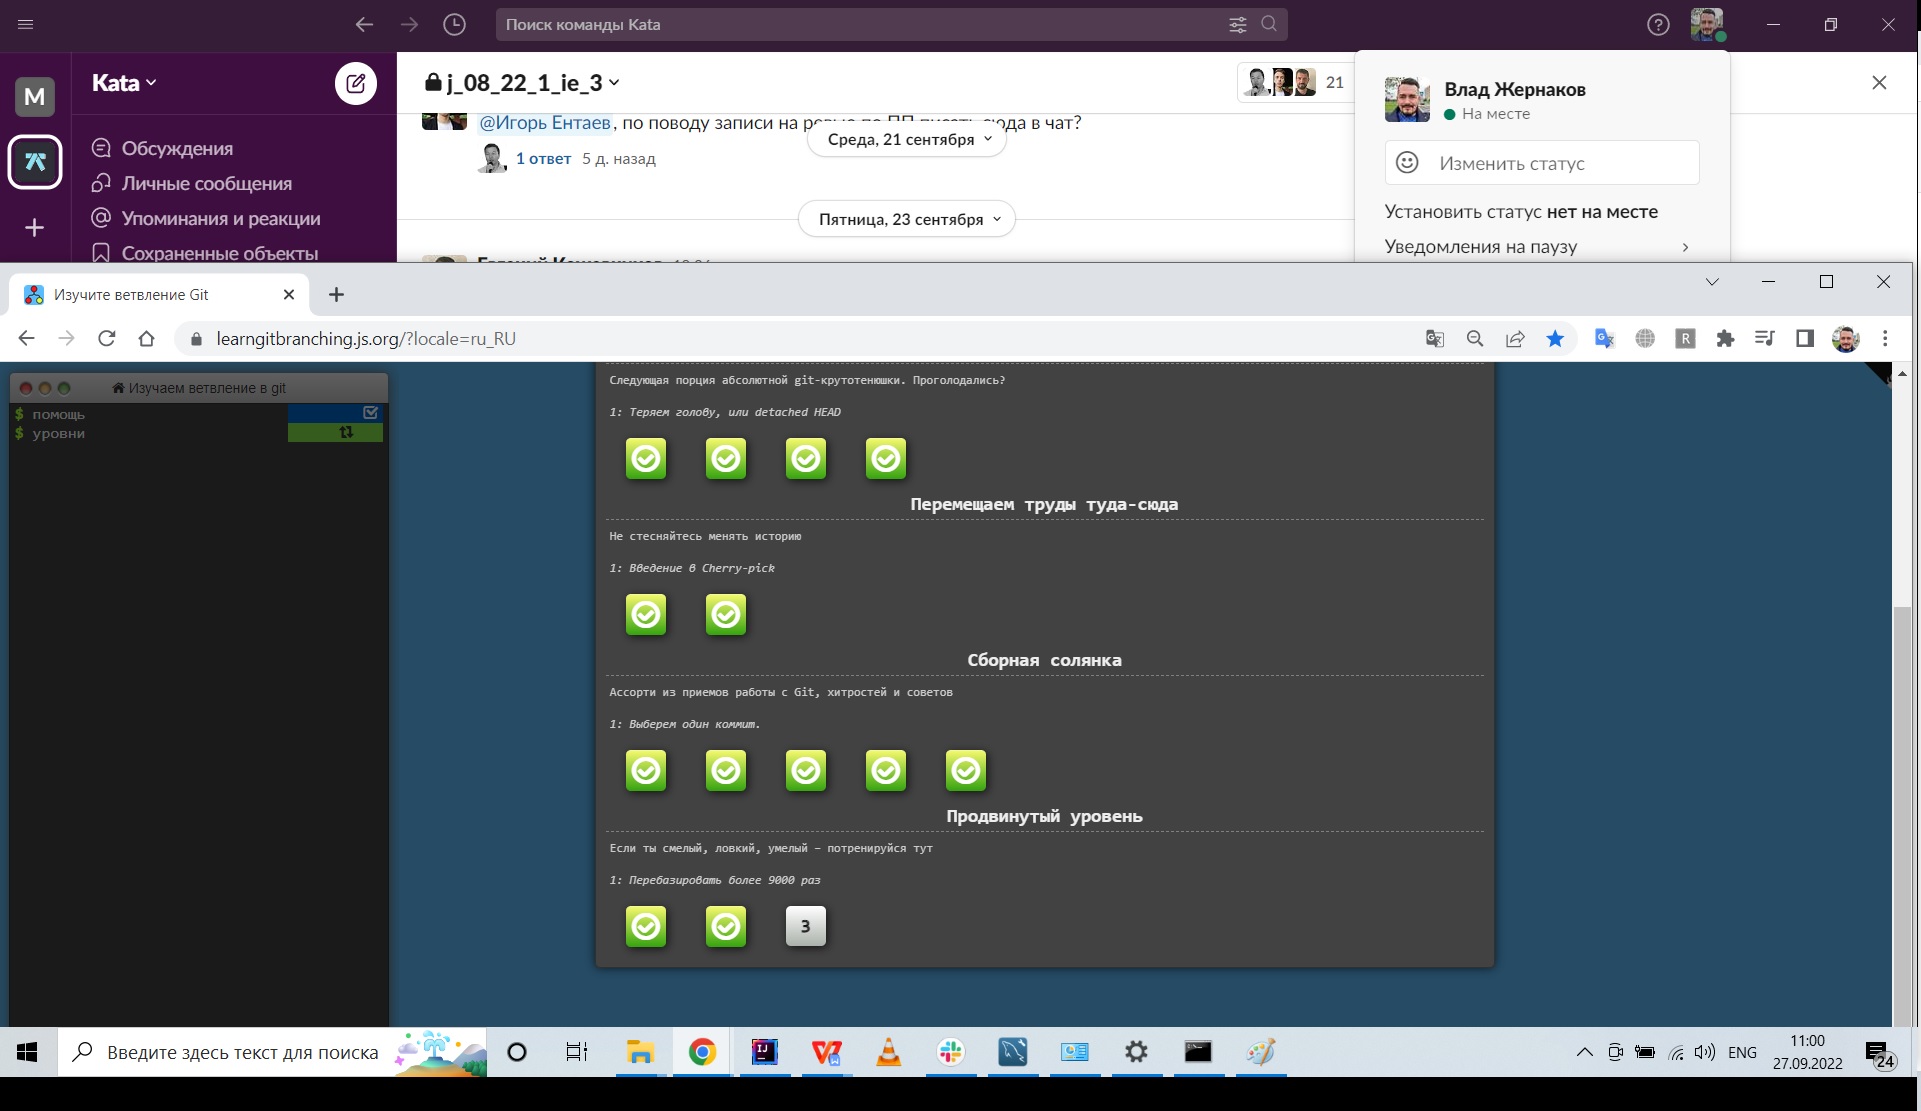 Поиск команды Kata
M
Kata
j_08_22_1_ie_3
21
Влад Жернаков
На месте
Изменить статус
Установить статус нет на месте
Уведомления на паузу
@Игорь Ентаев, по поводу записи на ревью по ПП писать сюда в чат?
Среда, 21 сентября
1 ответ 5 д. назад
Пятница, 23 сентября
Обсуждения
Личные сообщения
Упоминания и реакции
Сохраненные объекты
Изучите ветвление Git
learngitbranching.js.org/?locale=ru_RU
R
Изучаем ветвление в git
$ помощь
$ уровни
Следующая порция абсолютной git-крутотенюшки. Проголодались?
1: Теряем голову, или detached HEAD
Перемещаем труды туда-сюда
Не стесняйтесь менять историю
1: Введение в Cherry-pick
Сборная солянка
Ассорти из приемов работы с Git, хитростей и советов
1: Выберем один коммит.
Продвинутый уровень
Если ты смелый, ловкий, умелый – потренируйся тут
1: Перебазировать более 9000 раз
3
Введите здесь текст для поиска
ENG
11:00
27.09.2022
24